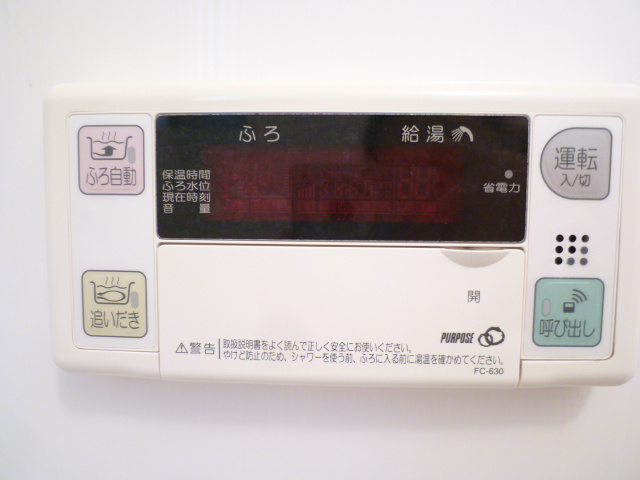 ふろ 給湯
ふろ自動
保温時間
ふろ水位
現在時刻
音量
省電力
運転
入/切
開
追いだき
呼び出し
PURPOSE
⚠警告 取扱説明書をよく読んで正しく安全にお使いください。
やけど防止のため、シャワーを使う前、ふろに入る前に湯温を確かめてください。
FC-630